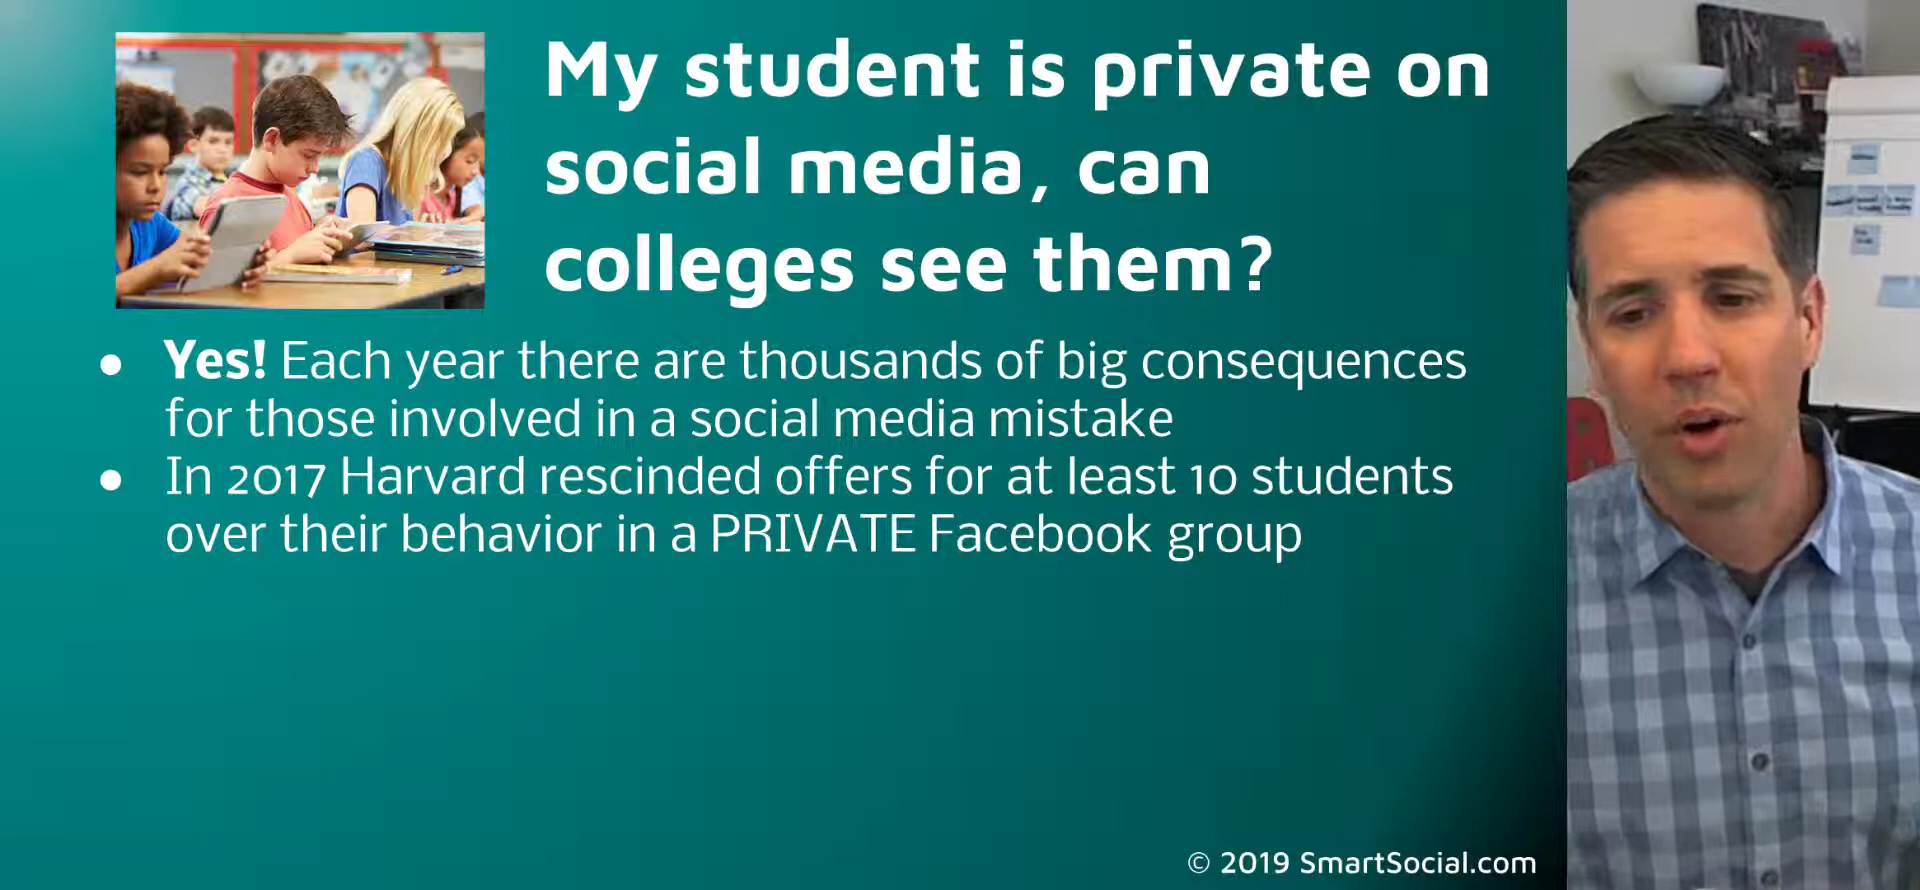 My student is private on
social media, can
colleges see them?
● Yes! Each year there are thousands of big consequences
for those involved in a social media mistake
● In 2017 Harvard rescinded offers for at least 10 students
over their behavior in a PRIVATE Facebook group
© 2019 SmartSocial.com